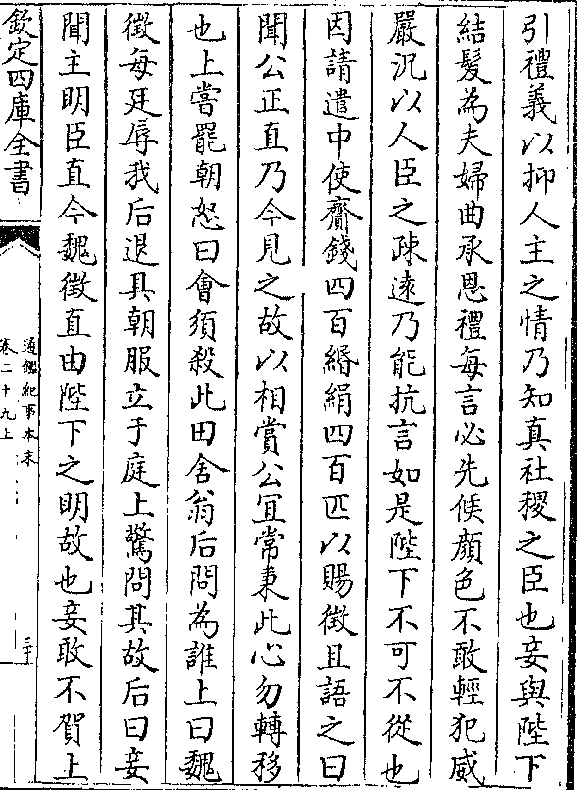 引禮義以抑人主之情乃知真社稷之臣也妾與陛下
結髮為夫婦曲承恩禮每言必先候顔色不敢輕犯威
嚴況以人臣之疎逺乃能抗言如是陛下不可不從也
因請遣中使齎錢四百緡絹四百匹以賜徵且語之曰
聞公正直乃今見之故以相賞公宜常秉此心勿轉移
也上嘗罷朝怒曰會須殺此田舍翁后問為誰上曰魏
徵每廷辱我后退具朝服立于庭上驚問其故后曰妾
聞主明臣直今魏徵直由陛下之明故也妾敢不賀上
欽定四庫全書
通鑑紀事本末
卷二十九上
三十